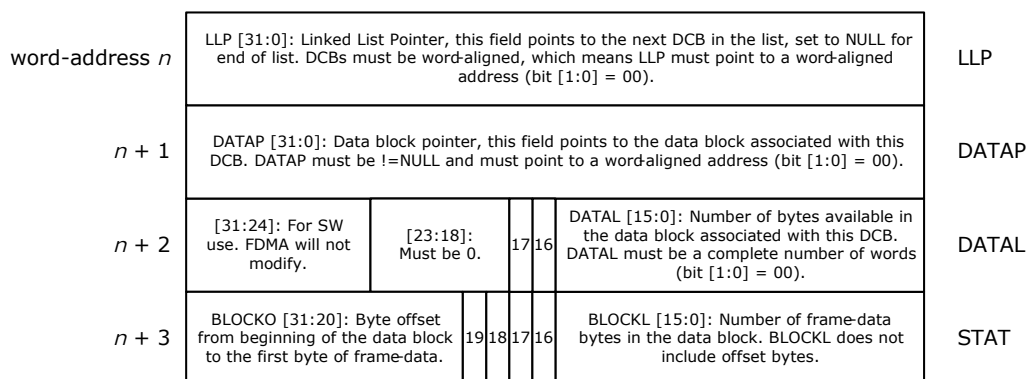 word-address n
LLP [31:0]: Linked List Pointer, this field points to the next DCB in the list, set to NULL for
end of list. DCBs must be word-aligned, which means LLP must point to a word-aligned
address (bit [1:0] = 00).
LLP
n + 1
DATAP [31:0]: Data block pointer, this field points to the data block associated with this
DCB. DATAP must be !=NULL and must point to a word-aligned address (bit [1:0] = 00).
DATAP
n + 2
[31:24]: For SW
use. FDMA will not
modify.
[23:18]:
Must be 0.
17
16
DATAL [15:0]: Number of bytes available in
the data block associated with this DCB.
DATAL must be a complete number of words
(bit [1:0] = 00).
DATAL
n + 3
BLOCKO [31:20]: Byte offset
from beginning of the data block
to the first byte of frame-data.
19
18
17
16
BLOCKL [15:0]: Number of frame-data
bytes in the data block. BLOCKL does not
include offset bytes.
STAT